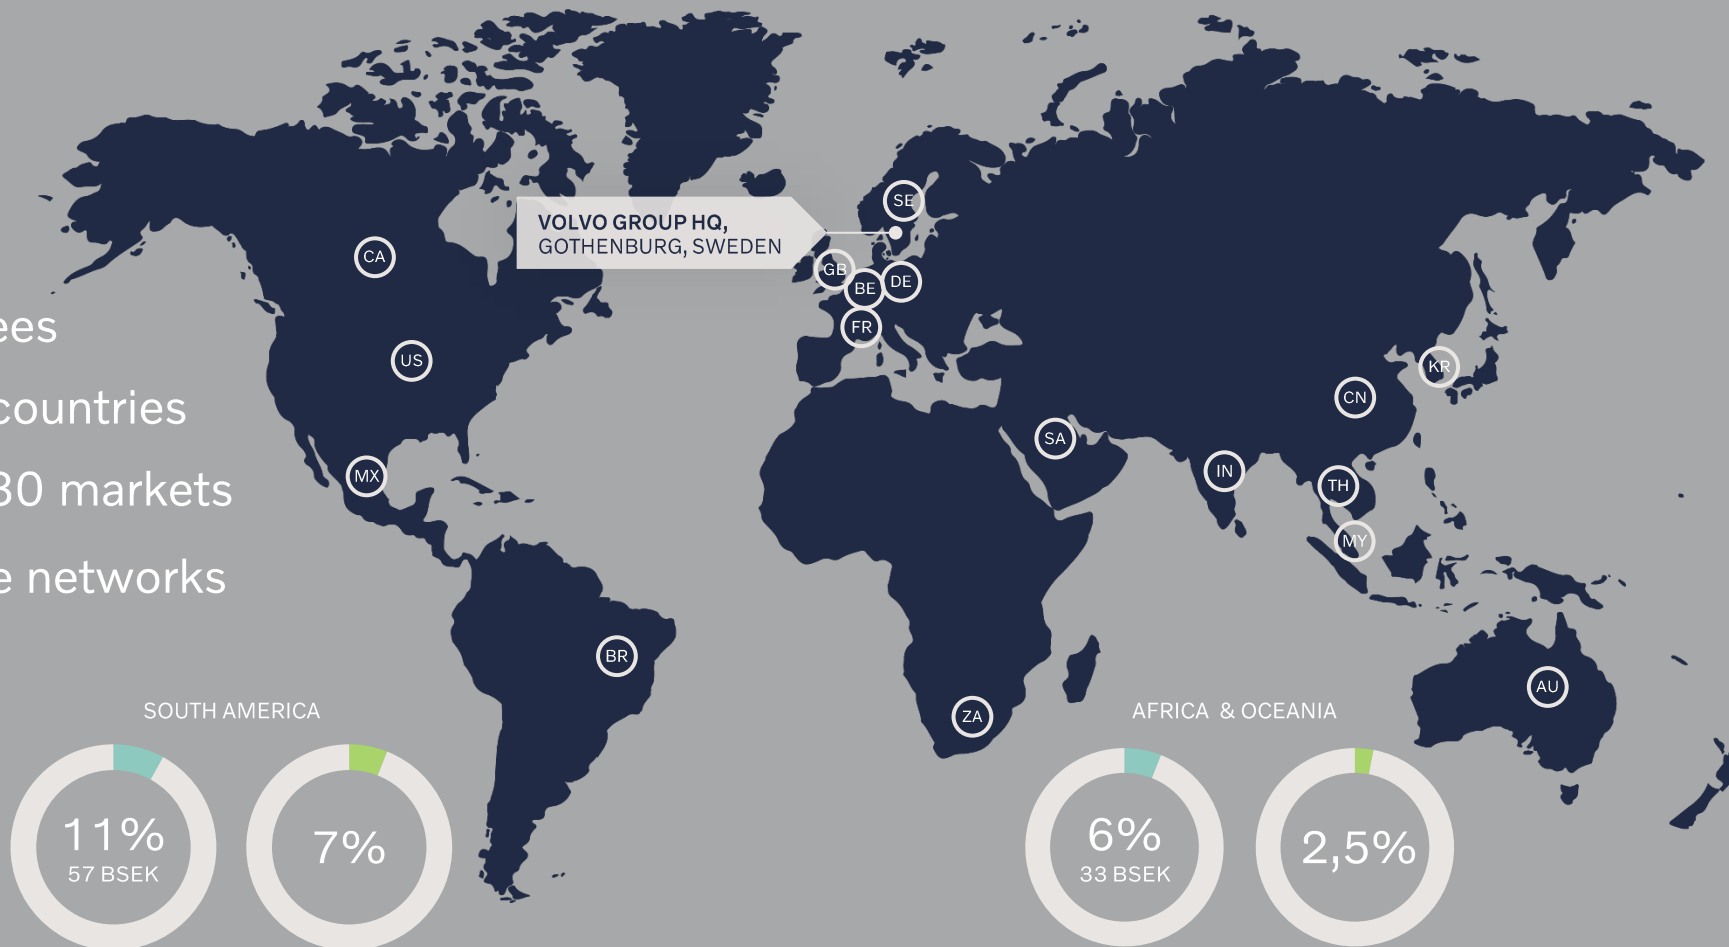 VOLVO GROUP HQ,
GOTHENBURG, SWEDEN
SE
GB
BE
DE
FR
CA
US
MX
BR
SA
ZA
IN
CN
KR
TH
MY
AU
countries
30 markets
networks
SOUTH AMERICA
11%
57 BSEK
7%
AFRICA & OCEANIA
6%
33 BSEK
2,5%